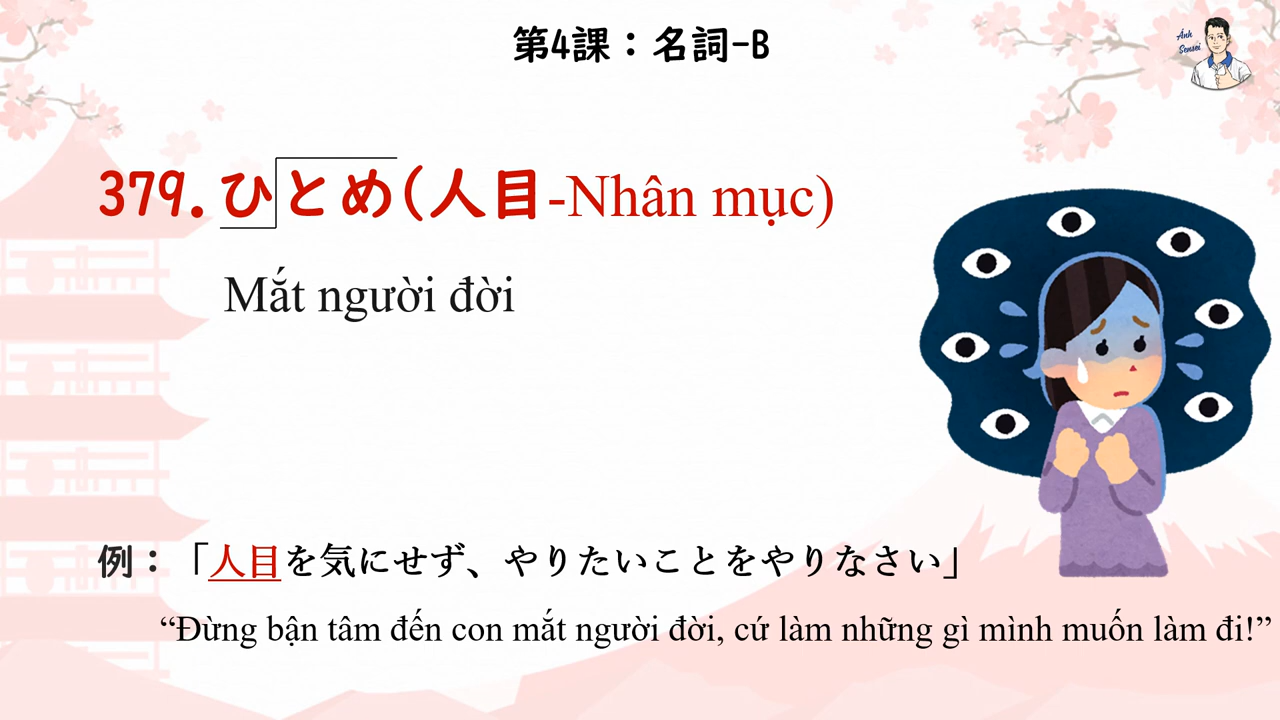 第4課：名詞-B
Anh
Sensei
379.ひとめ(人目-Nhân mục)
Mắt người đời
例：「人目を気にせず、やりたいことをやりなさい」
“Đừng bận tâm đến con mắt người đời, cứ làm những gì mình muốn làm đi!”